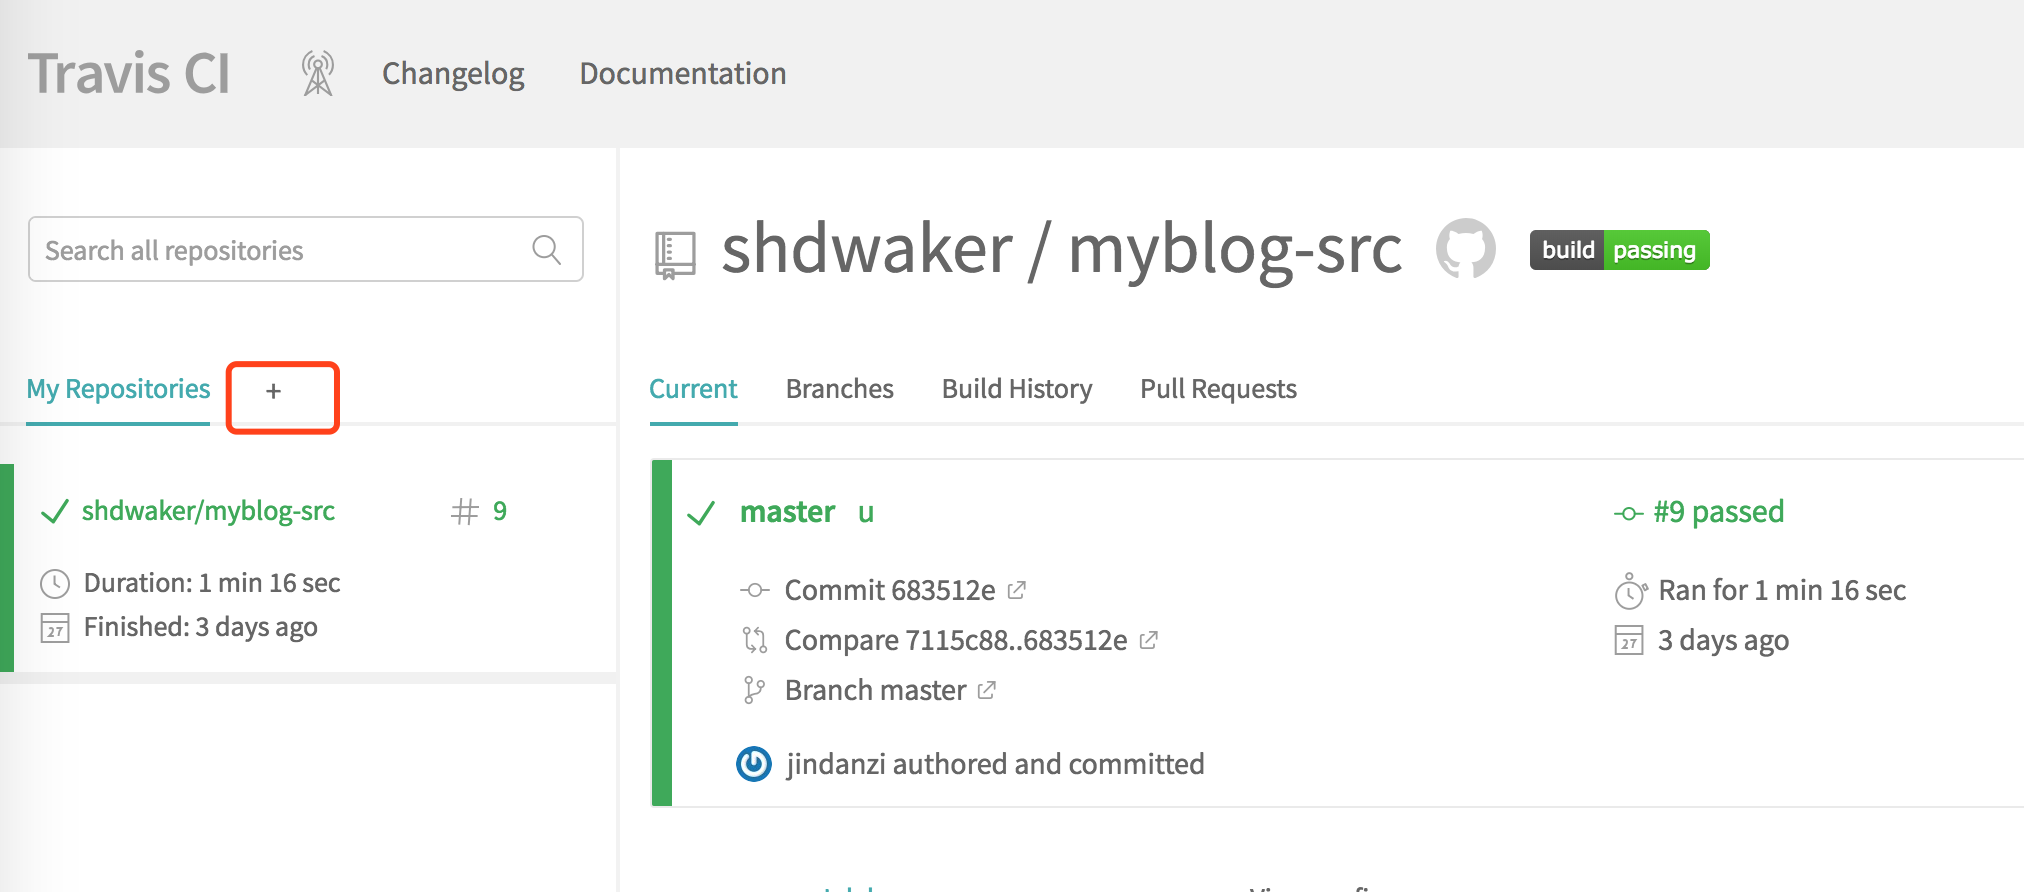 Travis CI
Changelog
Documentation
Search all repositories
shdwaker / myblog-src
build passing
My Repositories
+
Current
Branches
Build History
Pull Requests
shdwaker/myblog-src
# 9
Duration: 1 min 16 sec
27 Finished: 3 days ago
master u
Commit 683512e
Compare 7115c88..683512e
Branch master
jindanzi authored and committed
#9 passed
Ran for 1 min 16 sec
27 3 days ago